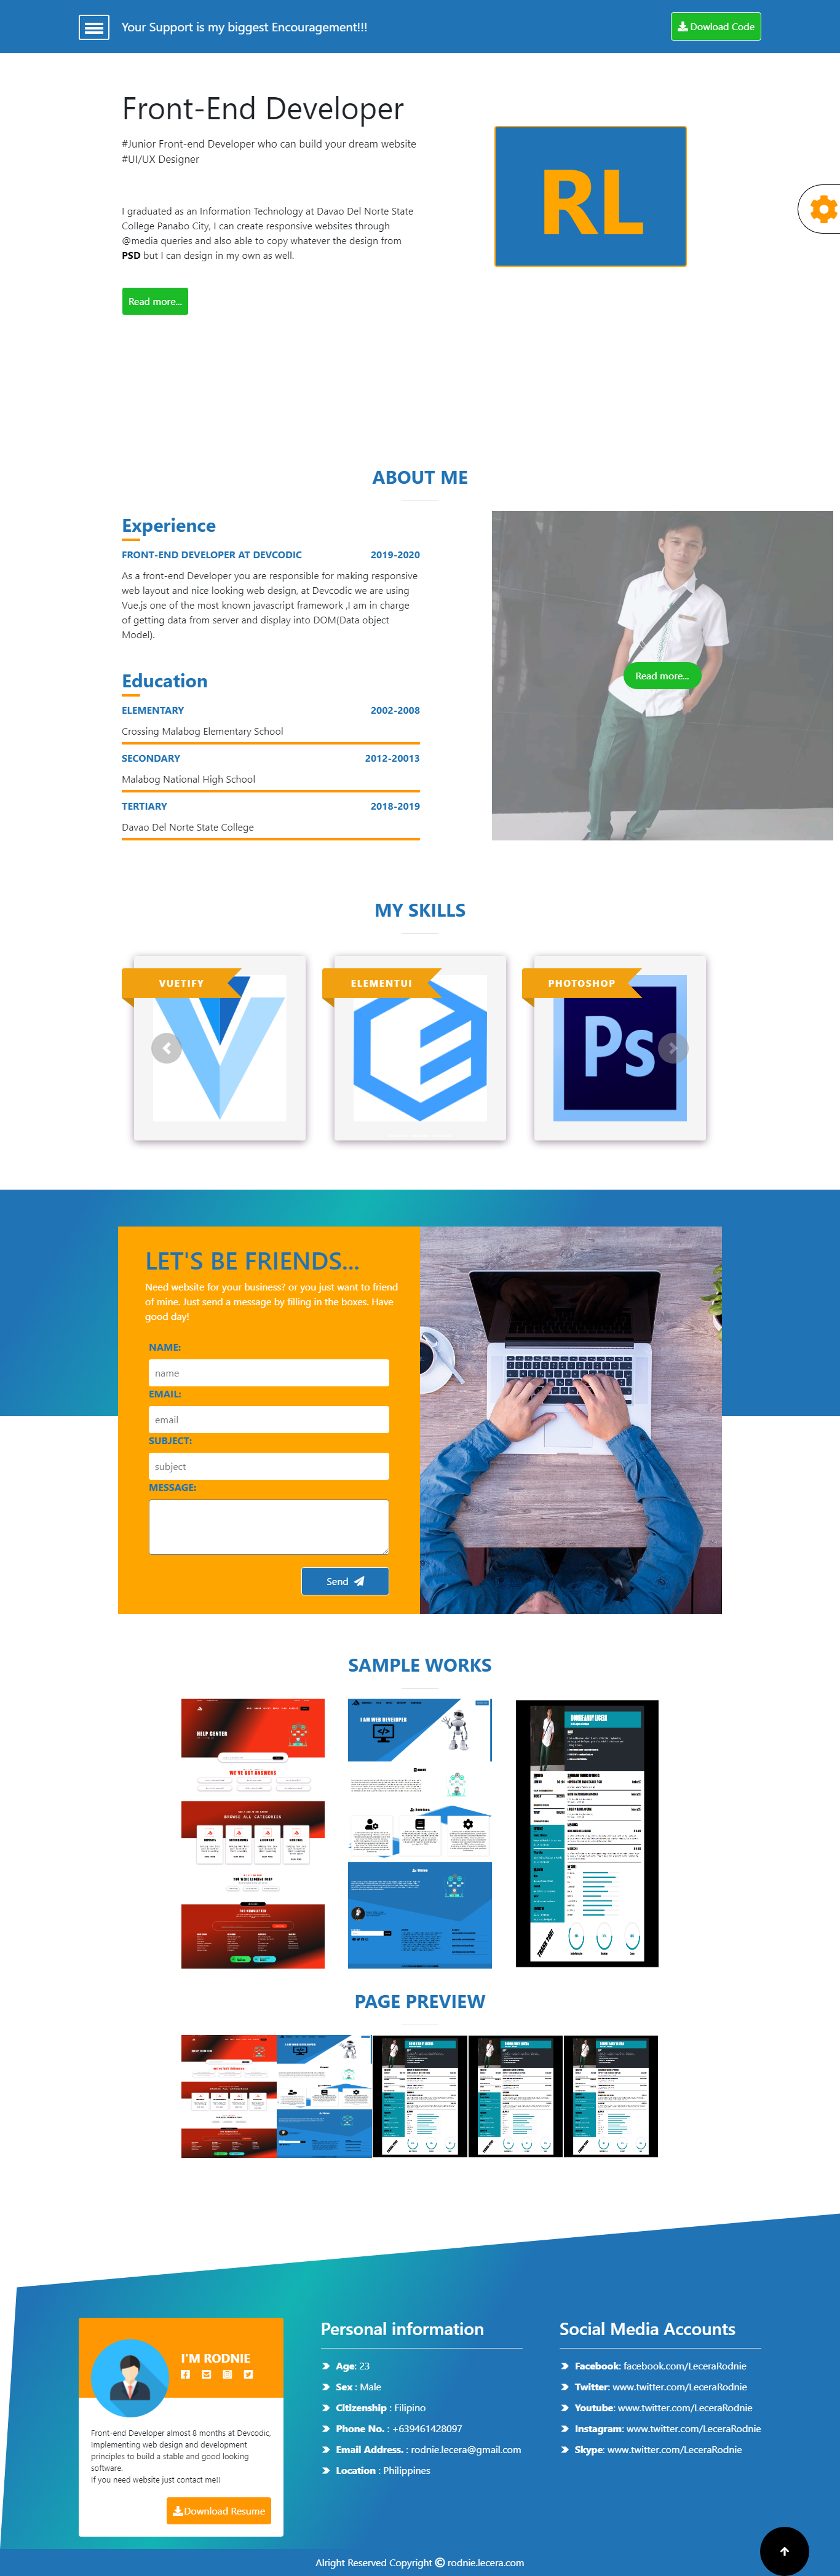 Your Support is my biggest Encouragement!!!
Dowload Code
Front-End Developer
#Junior Front-end Developer who can build your dream website
#UI/UX Designer
RL
I graduated as an Information Technology at Davao Del Norte State
College Panabo City, I can create responsive websites through
@media queries and also able to copy whatever the design from
PSD but I can design in my own as well.
Read more...
ABOUT ME
Experience
FRONT-END DEVELOPER AT DEVCODIC 2019-2020
As a front-end Developer you are responsible for making responsive
web layout and nice looking web design, at Devcodic we are using
Vue.js one of the most known javascript framework ,I am in charge
of getting data from server and display into DOM(Data object
Model).
Read more...
Education
ELEMENTARY 2002-2008
Crossing Malabog Elementary School
SECONDARY 2012-20013
Malabog National High School
TERTIARY 2018-2019
Davao Del Norte State College
MY SKILLS
VUETIFY
ELEMENTUI
PHOTOSHOP
Ps
LET'S BE FRIENDS...
Need website for your business? or you just want to friend
of mine. Just send a message by filling in the boxes. Have
good day!
NAME:
name
EMAIL:
email
SUBJECT:
subject
MESSAGE:
Send
SAMPLE WORKS
HELP CENTER
WE'VE GOT ANSWERS
BROWSE ALL CATEGORIES
I AM WEB DEVELOPER
THANK YOU!
PAGE PREVIEW
I'M RODNIE
Front-end Developer almost 8 months at Devcodic,
Implementing web design and development
principles to build a stable and good looking
software.
If you need website just contact me!!
Download Resume
Personal information
Age: 23
Sex : Male
Citizenship : Filipino
Phone No. : +639461428097
Email Address. : rodnie.lecera@gmail.com
Location : Philippines
Social Media Accounts
Facebook: facebook.com/LeceraRodnie
Twitter: www.twitter.com/LeceraRodnie
Youtube: www.twitter.com/LeceraRodnie
Instagram: www.twitter.com/LeceraRodnie
Skype: www.twitter.com/LeceraRodnie
Alright Reserved Copyright © rodnie.lecera.com